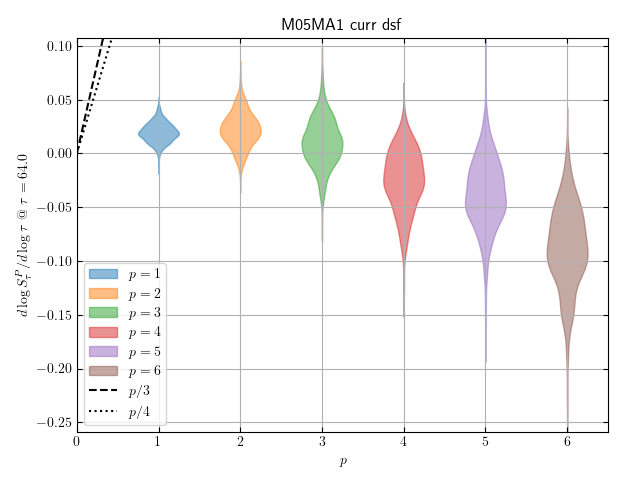 M05MA1 curr dsf
d log S_τ^P / d log τ @ τ = 64.0
0.10
0.05
0.00
−0.05
−0.10
−0.15
−0.20
−0.25
p = 1
p = 2
p = 3
p = 4
p = 5
p = 6
p/3
p/4
0 1 2 3 4 5 6
p